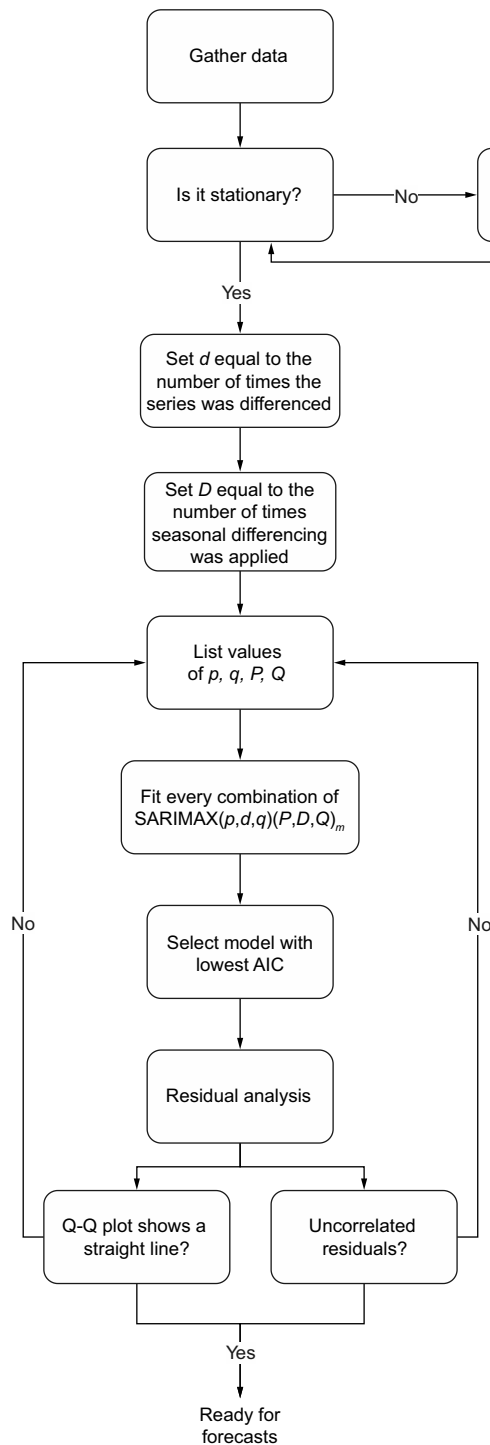 Gather data
Is it stationary?
No
Yes
Set d equal to the
number of times the
series was differenced
Set D equal to the
number of times
seasonal differencing
was applied
List values
of p, q, P, Q
Fit every combination of
SARIMAX(p,d,q)(P,D,Q)m
No
No
Select model with
lowest AIC
Residual analysis
Q-Q plot shows a
straight line?
Uncorrelated
residuals?
Yes
Ready for
forecasts